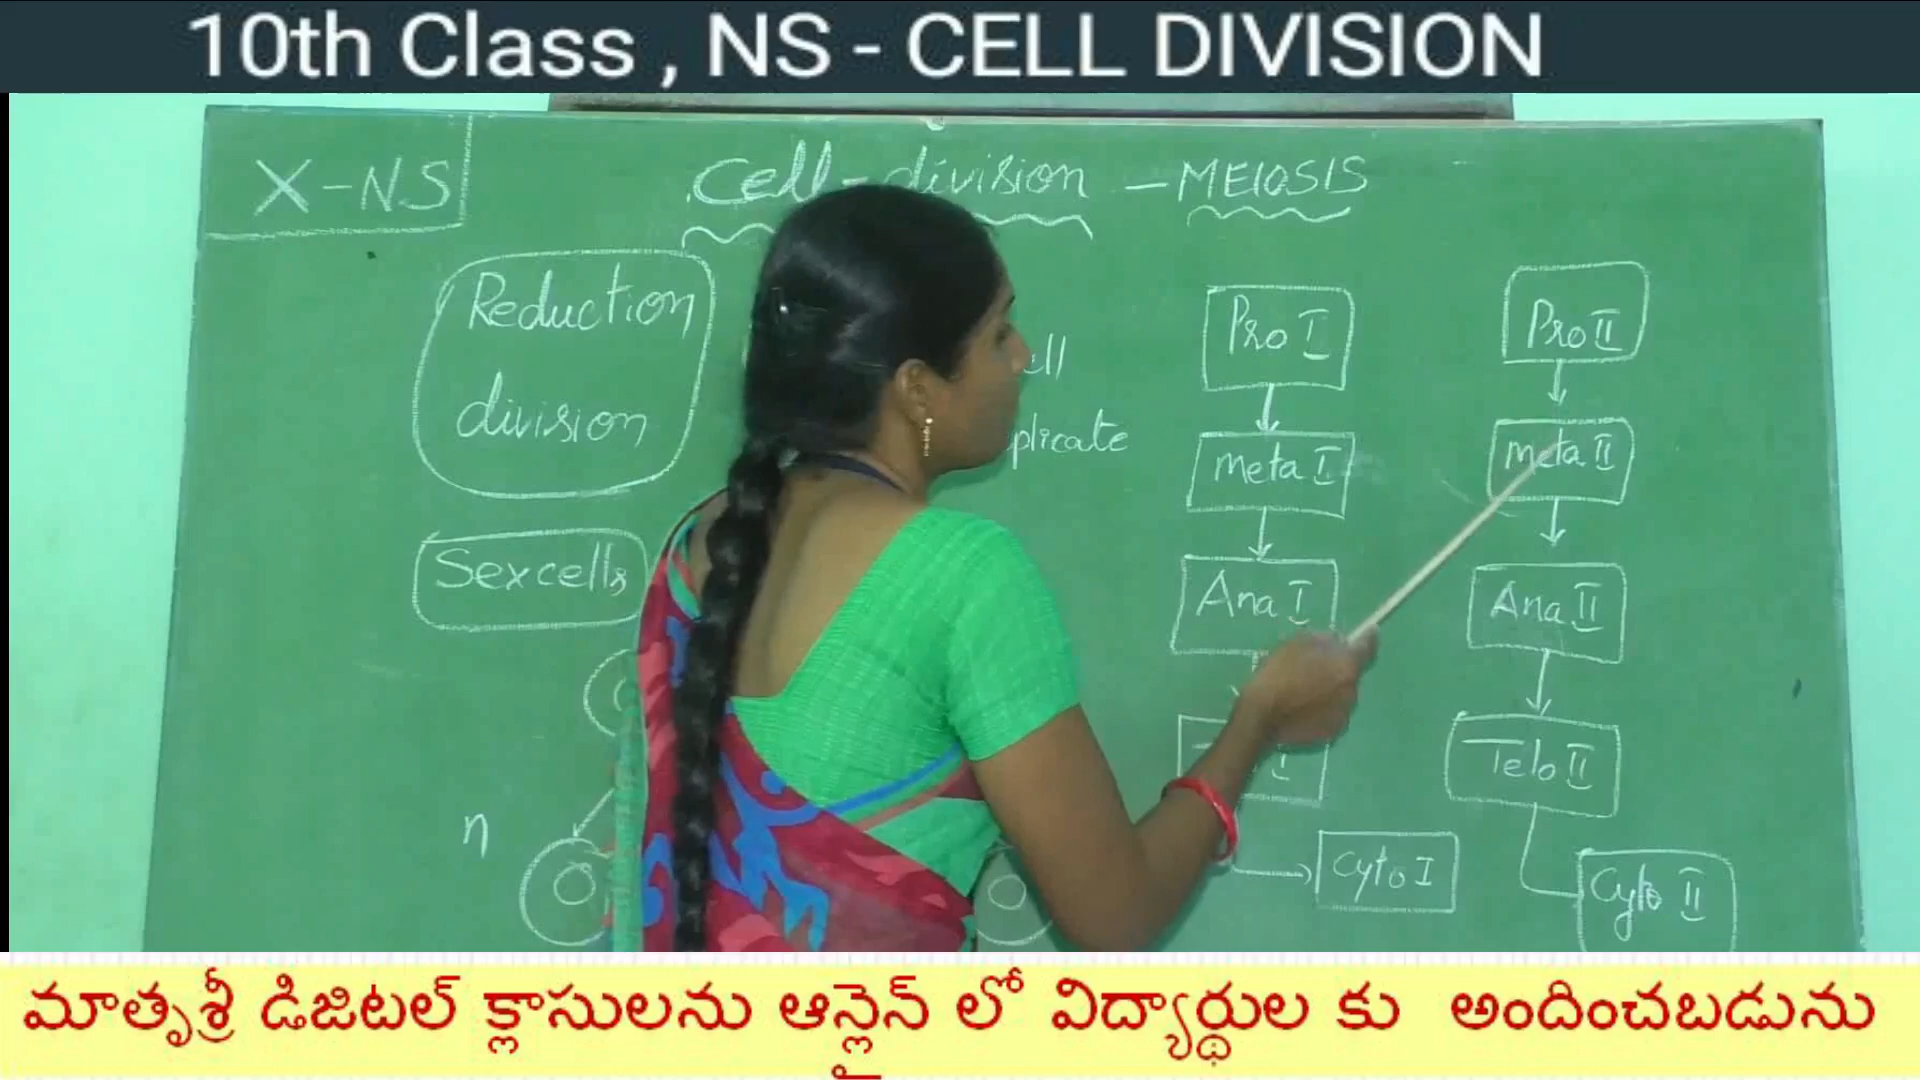 10th Class , NS - CELL DIVISION
X-NS
Cell-division - MEIOSIS
Reduction
division
Sexcells
n
Pro I
Meta I
Ana I
I
Cyto I
Pro II
Meta II
Ana II
Telo II
Cyto II
మాతృశ్రీ డిజిటల్ క్లాసులను ఆన్లైన్ లో విద్యార్థుల కు అందించబడును